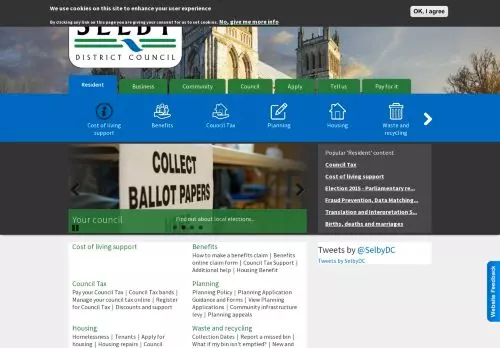 We use cookies on this site to enhance your user experience
By clicking any link on this page you are giving your consent for us to set cookies. No, give me more info
OK, I agree
SELBY
DISTRICT COUNCIL
Resident
Business
Community
Council
Apply
Tell us
Pay for it
Cost of living
support
Benefits
Council Tax
Planning
Housing
Waste and
recycling
COLLECT
BALLOT PAPERS
Your council
Find out about local elections...
Popular 'Resident' content
Council Tax
Cost of living support
Election 2015 - Parliamentary re...
Fraud Prevention, Data Matching...
Translation and Interpretation S...
Births, deaths and marriages
Cost of living support
Benefits
How to make a benefits claim | Benefits
online claim form | Council Tax Support |
Additional help | Housing Benefit
Council Tax
Pay your Council Tax | Council Tax bands |
Manage your council tax online | Register
for Council Tax | Discounts and support
Planning
Planning Policy | Planning Application
Guidance and Forms | View Planning
Applications | Community infrastructure
levy | Planning appeals
Housing
Homelessness | Tenants | Apply for
housing | Housing repairs | Council
Waste and recycling
Collection Dates | Report a missed bin |
What if my bin isn't emptied? | New and
Tweets by @SelbyDC
Tweets by SelbyDC
Website Feedback